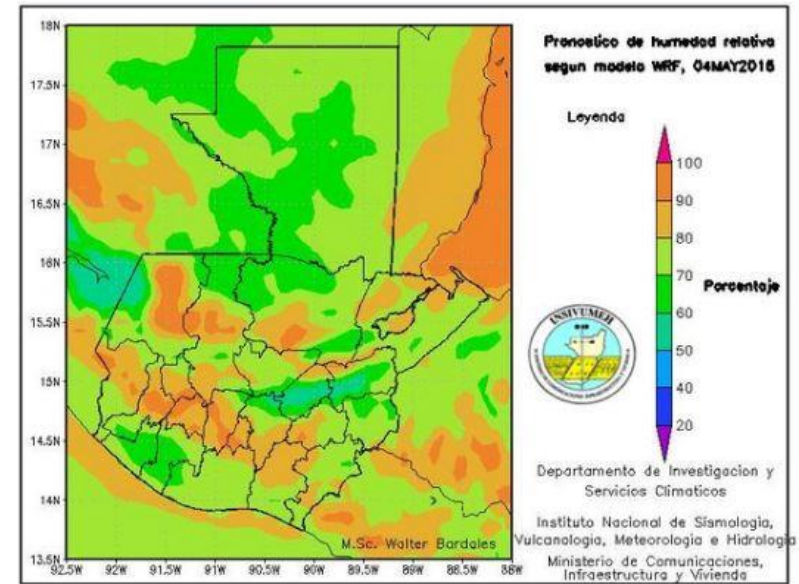 Pronostico de humedad relativa
segun modelo WRF, 04MAY2016
Leyenda
100
90
80
70
60
50
40
20
Porcentaje
INSIVUMEH
Departamento de Investigacion y
Servicios Climaticos
Instituto Nacional de Sismologia,
Vulcanologia, Meteorologia e Hidrologia
Ministerio de Comunicaciones,
Infraestructura y Vivienda
M.Sc. Walter Bardales
18N
17.5N
17N
16.5N
16N
15.5N
15N
14.5N
14N
13.5N
92.5W
92W
91.5W
91W
90.5W
90W
89.5W
89W
88.5W
88W